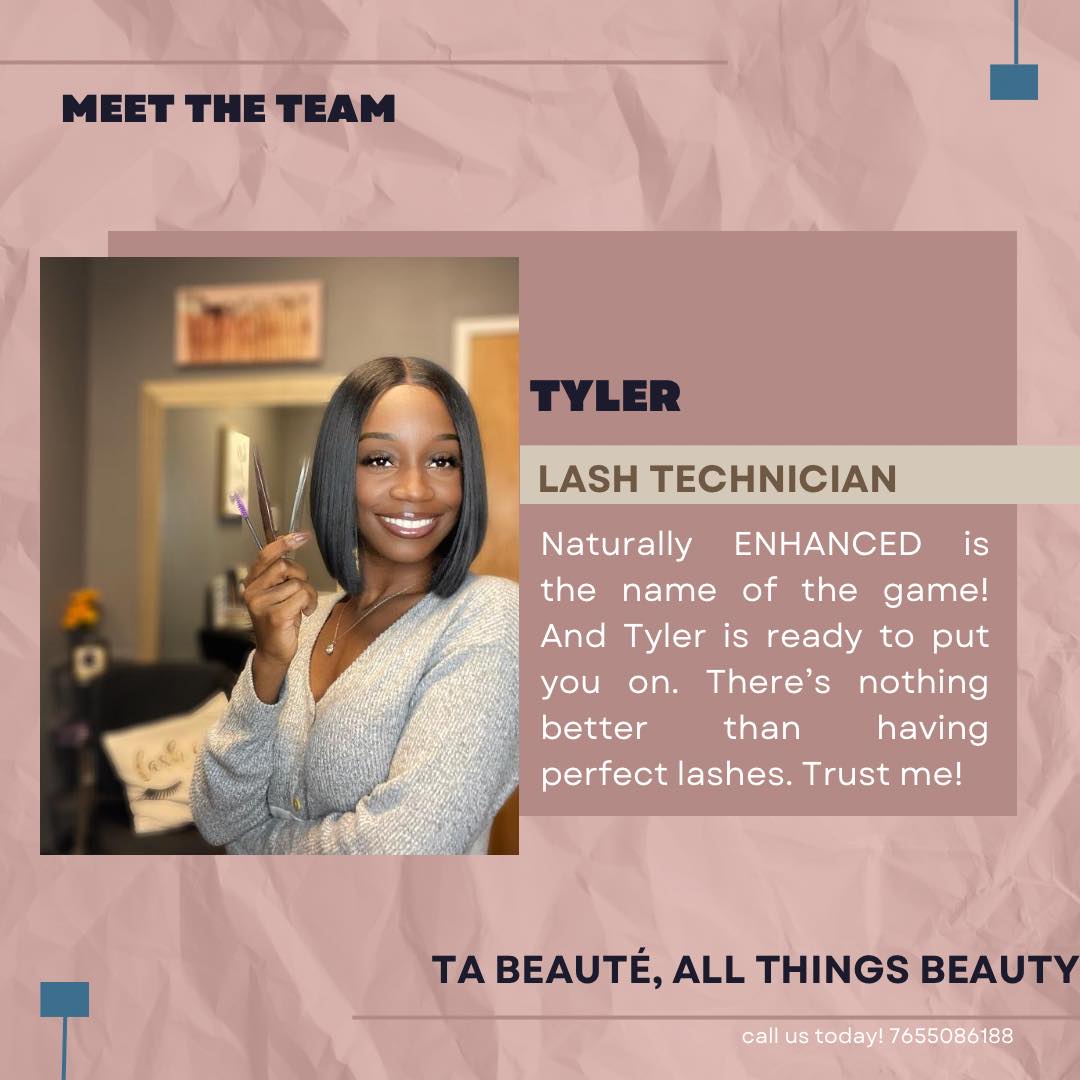 MEET THE TEAM
TYLER
LASH TECHNICIAN
Naturally ENHANCED is
the name of the game!
And Tyler is ready to put
you on. There's nothing
better than having
perfect lashes. Trust me!
lash
TA BEAUTÉ, ALL THINGS BEAUTY
call us today! 7655086188